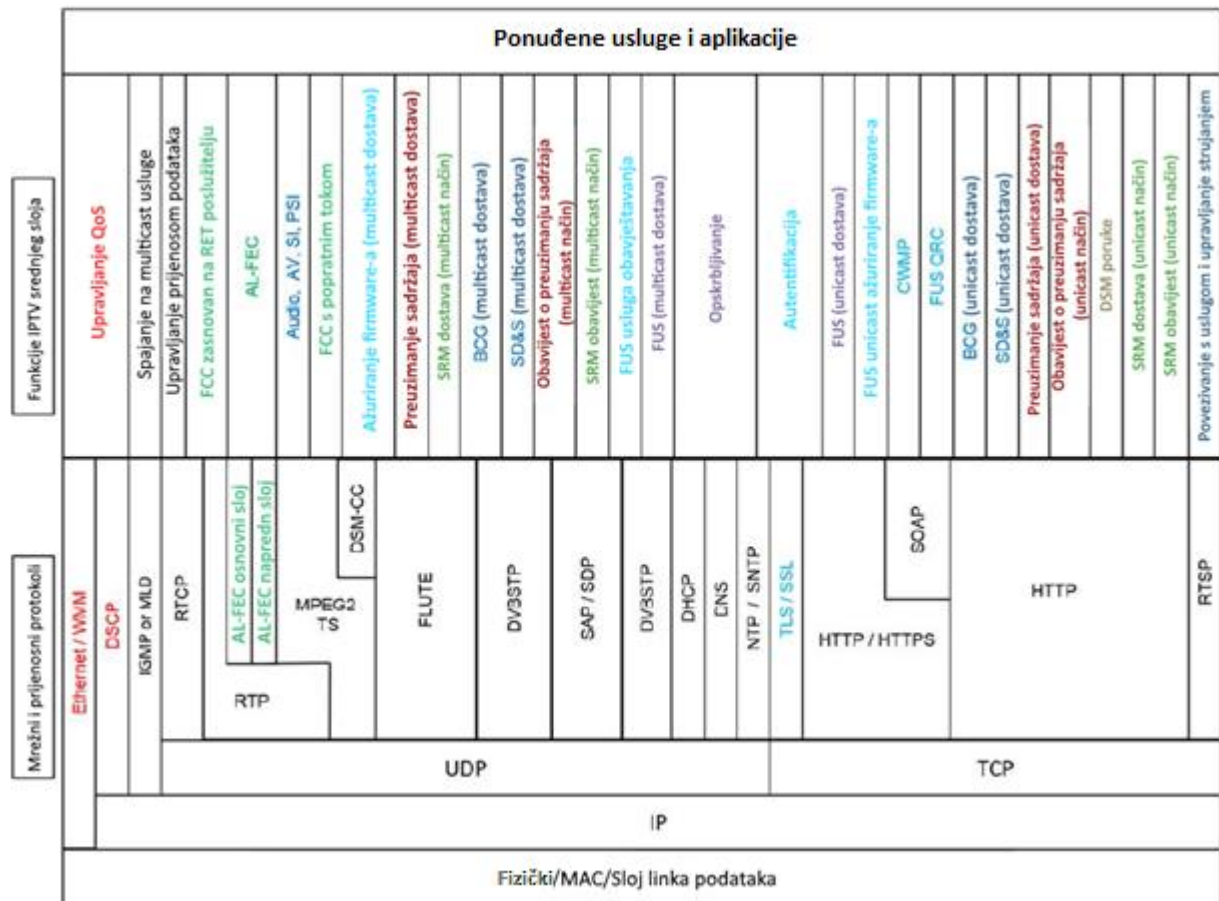 Ponuđene usluge i aplikacije
Funkcije IPTV srednjeg sloja
Upravljanje QoS
Spajanje na multicast usluge
Upravljanje prijenosom podataka
FCC zasnovan na RET poslužitelju
AL-FEC
Audo, AV, SI, PSI
FCC s popratnim tokom
Ažuriranje firmware-a (multicast dostava)
Preuzimanje sadržaja (multicast dostava)
SRM dostava (multicast način)
BCG (multicast dostava)
SD&S (multicast dostava)
Obavijest o preuzimanju sadržaja
(multicast način)
SRM obavijest (multicast način)
FUS usluga obavještavanja
FUS (multicast dostava)
Opskrbljivanje
Autentifikacija
FUS (unicast dostava)
FUS unicast ažuriranje firmware-a
CWMP
FUS QRC
BCG (unicast dostava)
SD&S (unicast dostava)
Preuzimanje sadržaja (unicast dostava)
Obavijest o preuzimanju sadržaja
(unicast način)
DSM poruke
SRM dostava (unicast način)
SRM obavijest (unicast način)
Povezivanje s uslugom i upravljanje strujanjem
Mrežni i prijenosni protokoli
Ethernet / WVM
DSCP
IGMP or MLD
RTCP
AL-FEC osnovni sloj
AL-FEC napredn sloj
RTP
MPEG2
TS
DSM-CC
FLUTE
DVBSTP
SAP / SDP
DVBSTP
DHCP
DNS
NTP / SNTP
TLS / SSL
HTTP / HTTPS
SOAP
HTTP
RTSP
UDP
TCP
IP
Fizički/MAC/Sloj linka podataka